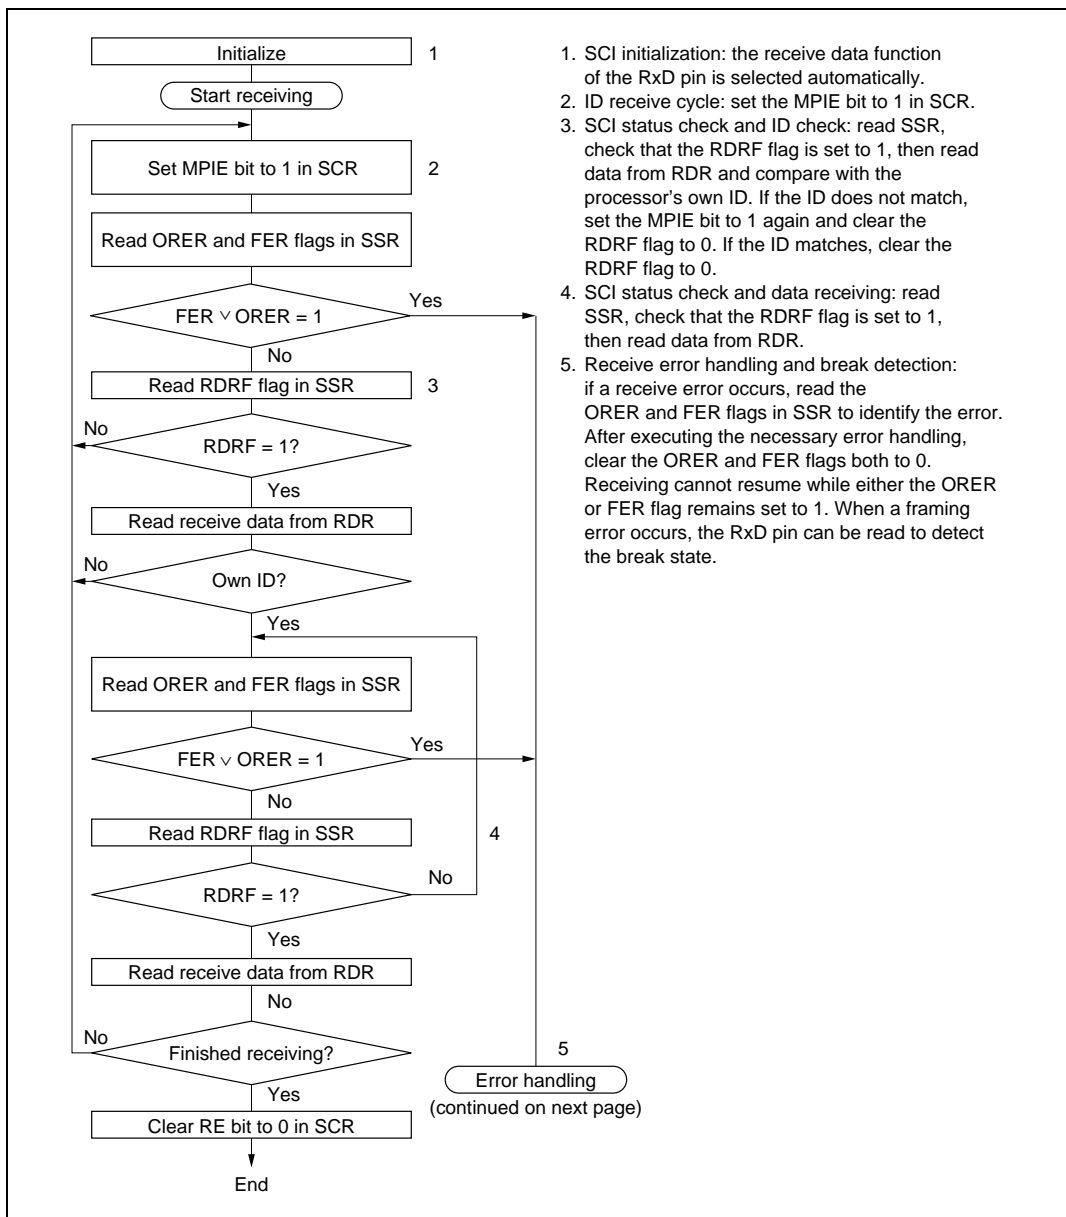 Initialize
1
Start receiving
Set MPIE bit to 1 in SCR
2
Read ORER and FER flags in SSR
FER ∨ ORER = 1
Yes
No
Read RDRF flag in SSR
3
No
RDRF = 1?
Yes
Read receive data from RDR
No
Own ID?
Yes
Read ORER and FER flags in SSR
FER ∨ ORER = 1
Yes
No
Read RDRF flag in SSR
4
RDRF = 1?
No
Yes
Read receive data from RDR
No
No
Finished receiving?
Yes
5
Error handling
(continued on next page)
Clear RE bit to 0 in SCR
End
1. SCI initialization: the receive data function
of the RxD pin is selected automatically.
2. ID receive cycle: set the MPIE bit to 1 in SCR.
3. SCI status check and ID check: read SSR,
check that the RDRF flag is set to 1, then read
data from RDR and compare with the
processor's own ID. If the ID does not match,
set the MPIE bit to 1 again and clear the
RDRF flag to 0. If the ID matches, clear the
RDRF flag to 0.
4. SCI status check and data receiving: read
SSR, check that the RDRF flag is set to 1,
then read data from RDR.
5. Receive error handling and break detection:
if a receive error occurs, read the
ORER and FER flags in SSR to identify the error.
After executing the necessary error handling,
clear the ORER and FER flags both to 0.
Receiving cannot resume while either the ORER
or FER flag remains set to 1. When a framing
error occurs, the RxD pin can be read to detect
the break state.